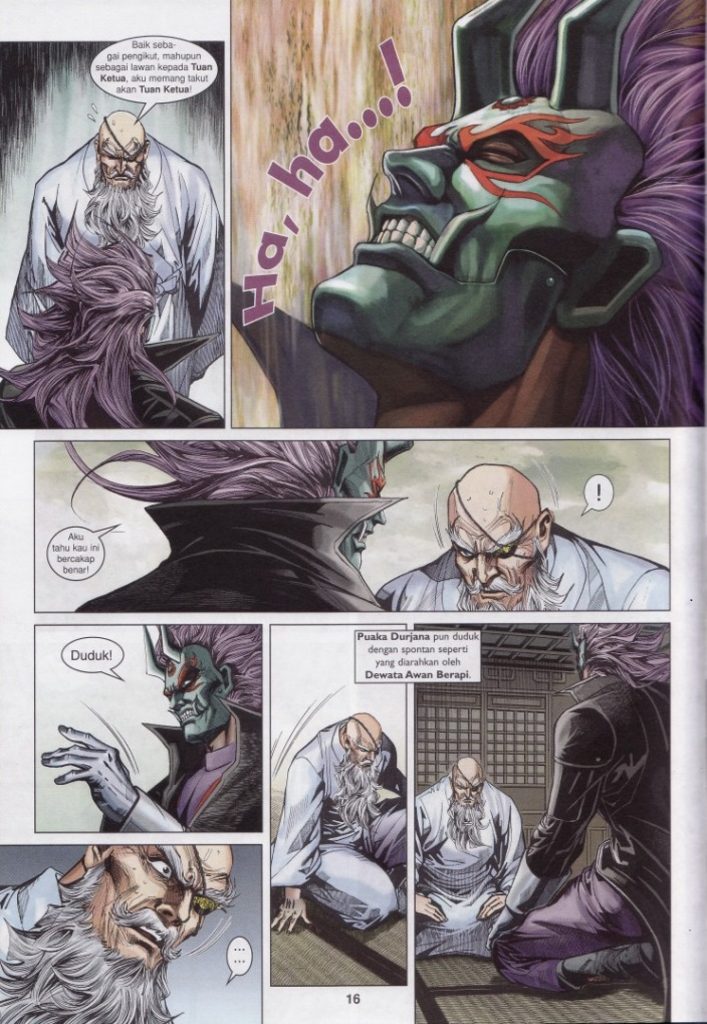 Baik seba-
gai pengikut, mahupun
sebagai lawan kepada Tuan
Ketua, aku memang takut
akan Tuan Ketua!
Ha, ha....!
Aku
tahu kau ini
bercakap
benar!
!
Duduk!
Puaka Durjana pun duduk
dengan spontan seperti
yang diarahkan oleh
Dewata Awan Berapi.
...
...
16